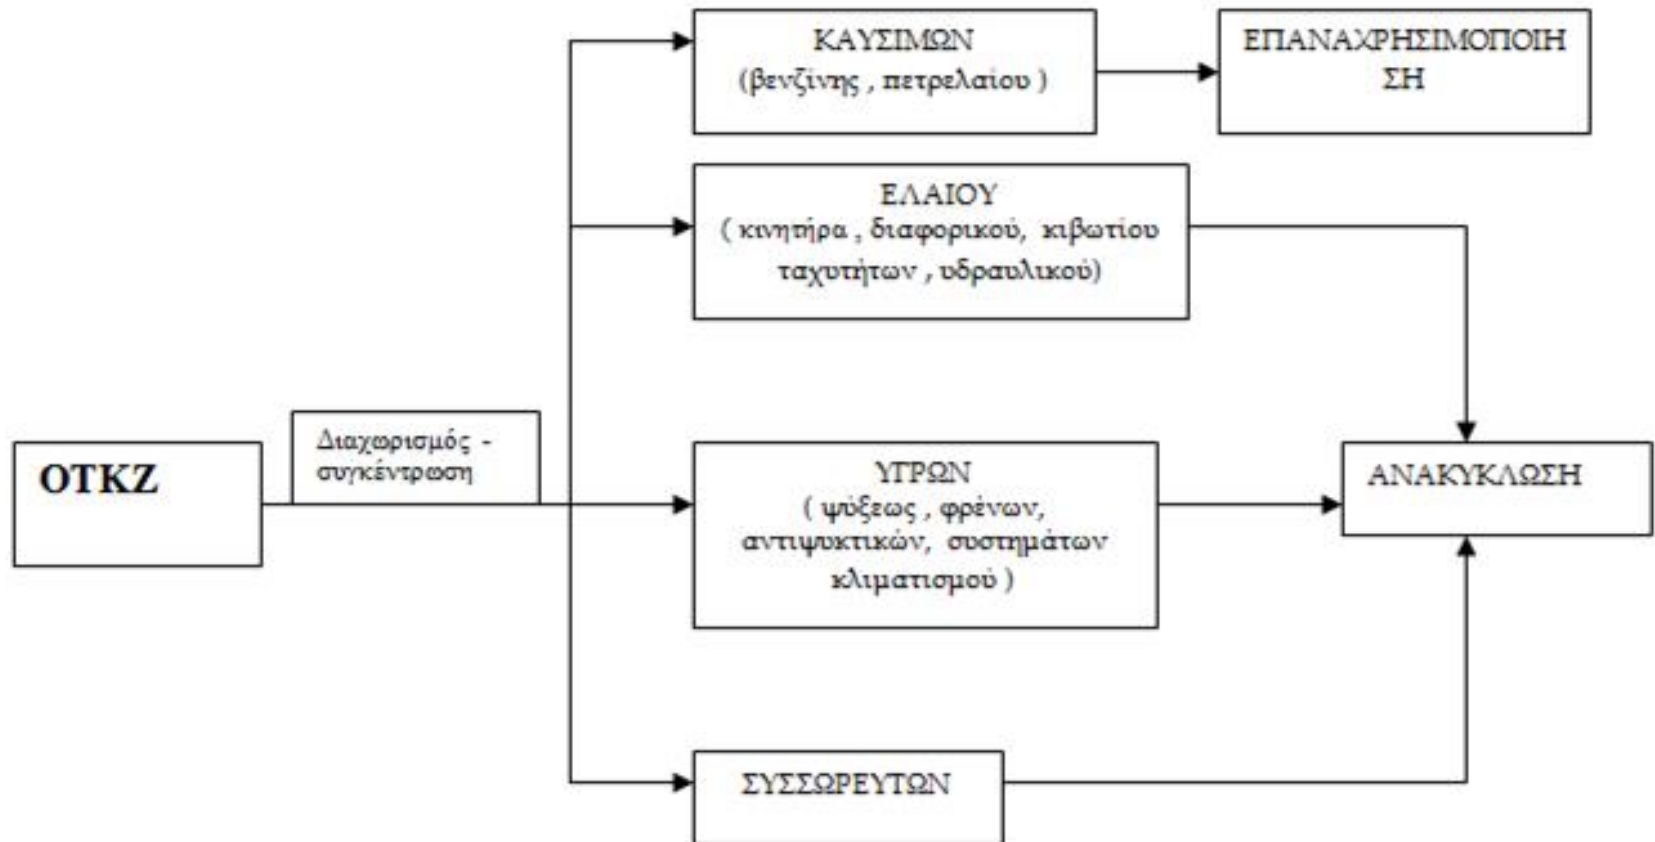 ΚΑΥΣΙΜΩΝ
(βενζίνης , πετρελαίου )
ΕΠΑΝΑΧΡΗΣΙΜΟΠΟΙΗ
ΣΗ
ΕΛΑΙΟΥ
( κινητήρα , διαφορικού, κιβωτίου
ταχυτήτων , υδραυλικού)
ΟΤΚΖ
Διαχωρισμός -
συγκέντρωση
ΥΓΡΩΝ
( ψύξεως , φρένων,
αντιψυκτικών, συστημάτων
κλιματισμού )
ΑΝΑΚΥΚΛΩΣΗ
ΣΥΣΣΩΡΕΥΤΩΝ